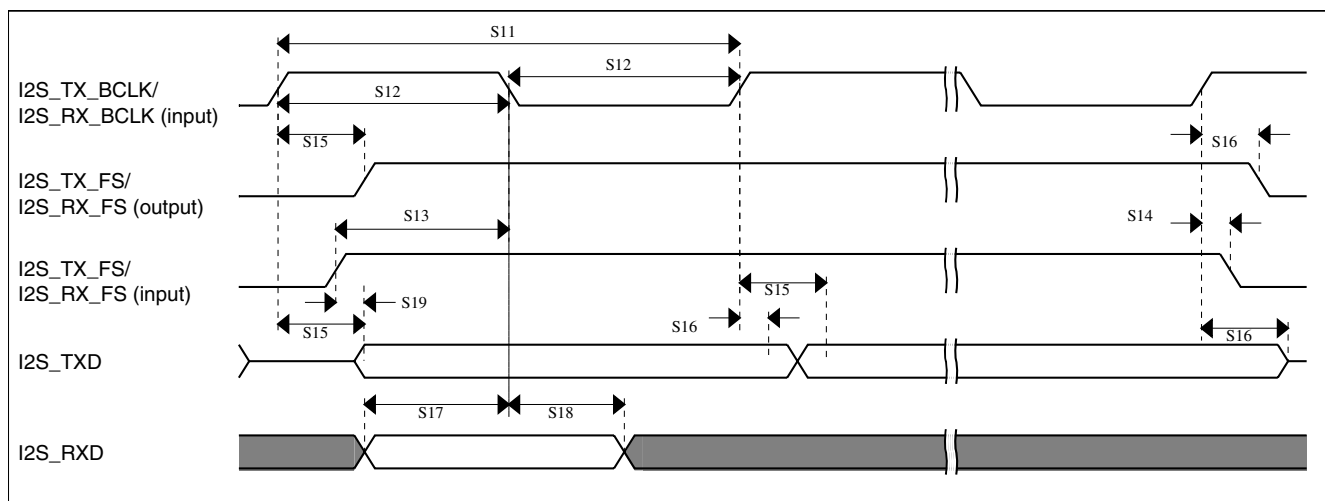 S11
I2S_TX_BCLK/
I2S_RX_BCLK (input)
S12
S12
S15
S16
I2S_TX_FS/
I2S_RX_FS (output)
S13
S14
I2S_TX_FS/
I2S_RX_FS (input)
S19
S15
S15
S16
S16
I2S_TXD
S17
S18
I2S_RXD